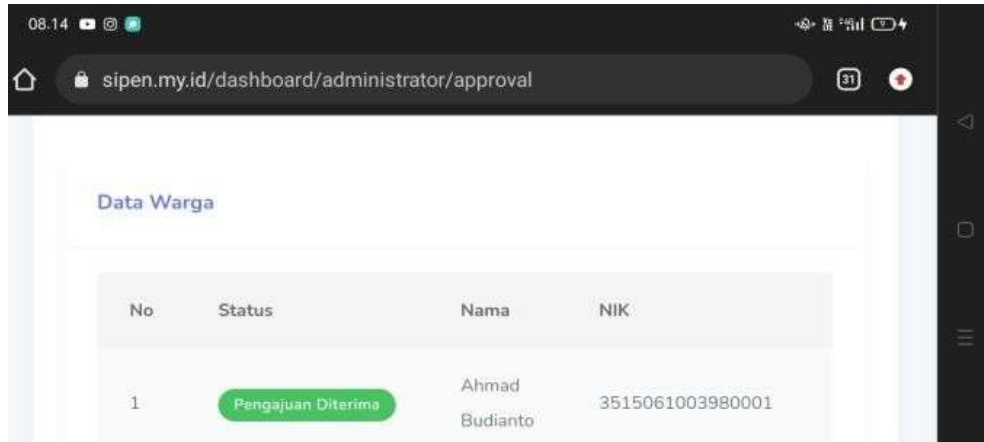 08.14
sipen.my.id/dashboard/administrator/approval
31
Data Warga
No Status Nama NIK
1 Pengajuan Diterima Ahmad Budianto 3515061003980001